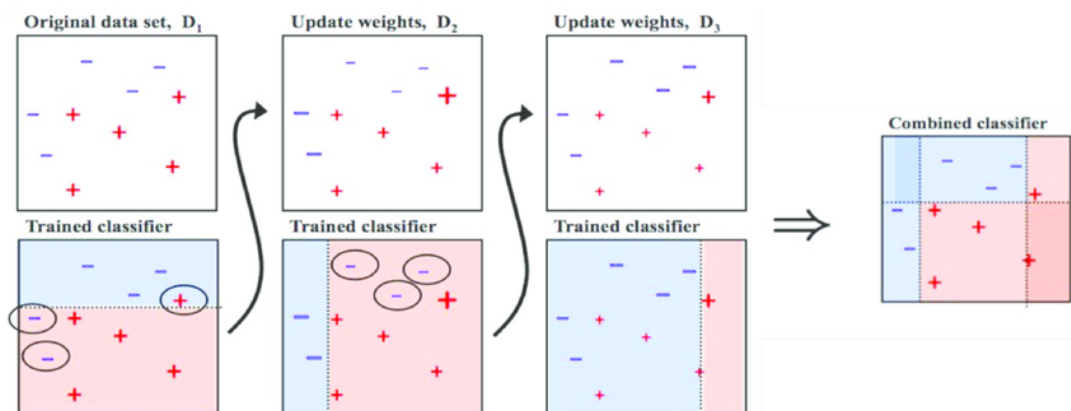 Original data set, D₁
Update weights, D₂
Update weights, D₃
Combined classifier
Trained classifier
Trained classifier
Trained classifier